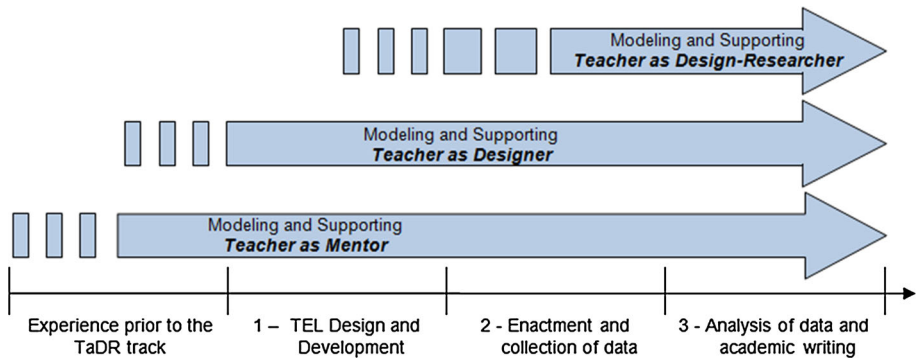 Modeling and Supporting
Teacher as Design-Researcher
Modeling and Supporting
Teacher as Designer
Modeling and Supporting
Teacher as Mentor
Experience prior to the
TaDR track
1 – TEL Design and
Development
2 - Enactment and
collection of data
3 - Analysis of data and
academic writing